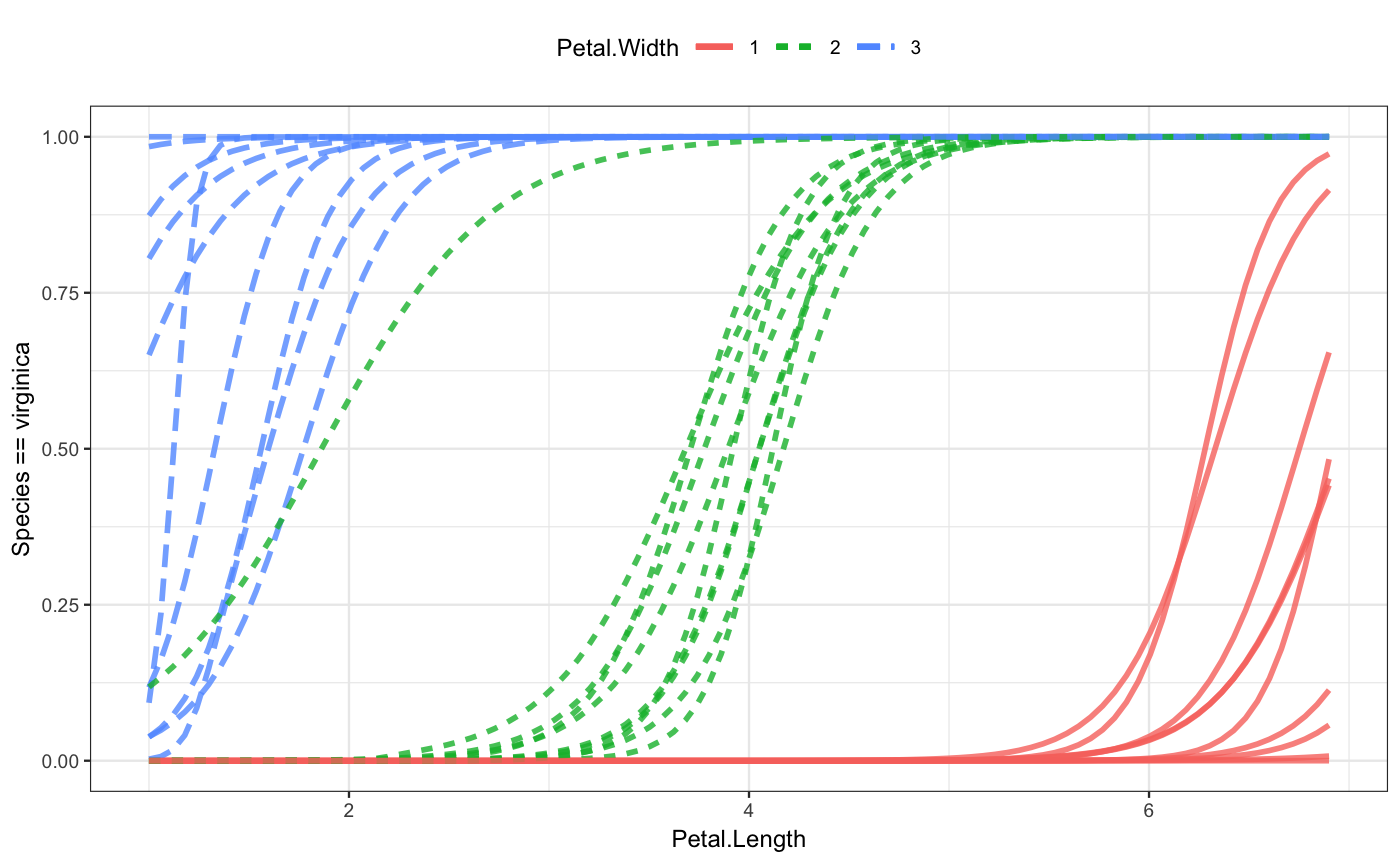 Petal.Width 1 2 3
1.00
0.75
0.50
0.25
0.00
Species == virginica
2 4 6
Petal.Length